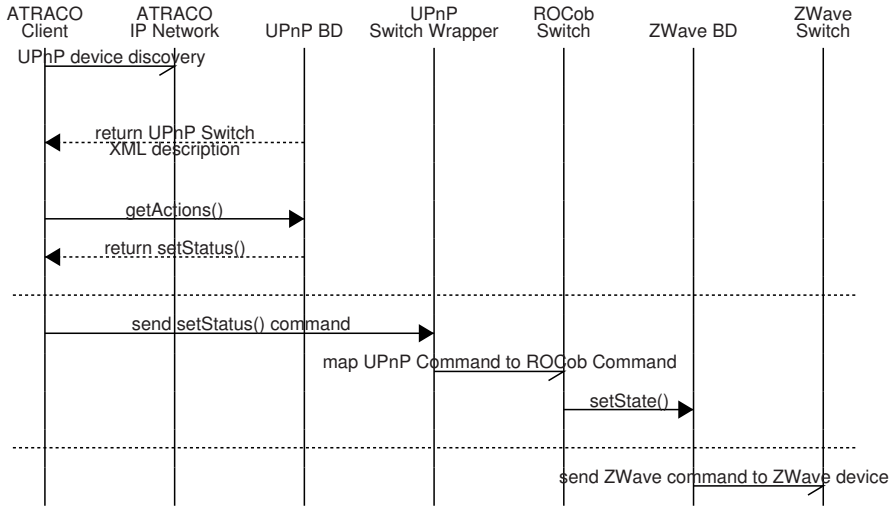 ATRACO
Client
ATRACO
IP Network
UPnP BD
UPnP
Switch Wrapper
ROCob
Switch
ZWave BD
ZWave
Switch
UPnP device discovery
return UPnP Switch
XML description
getActions()
return setStatus()
send setStatus() command
map UPnP Command to ROCob Command
setState()
send ZWave command to ZWave device